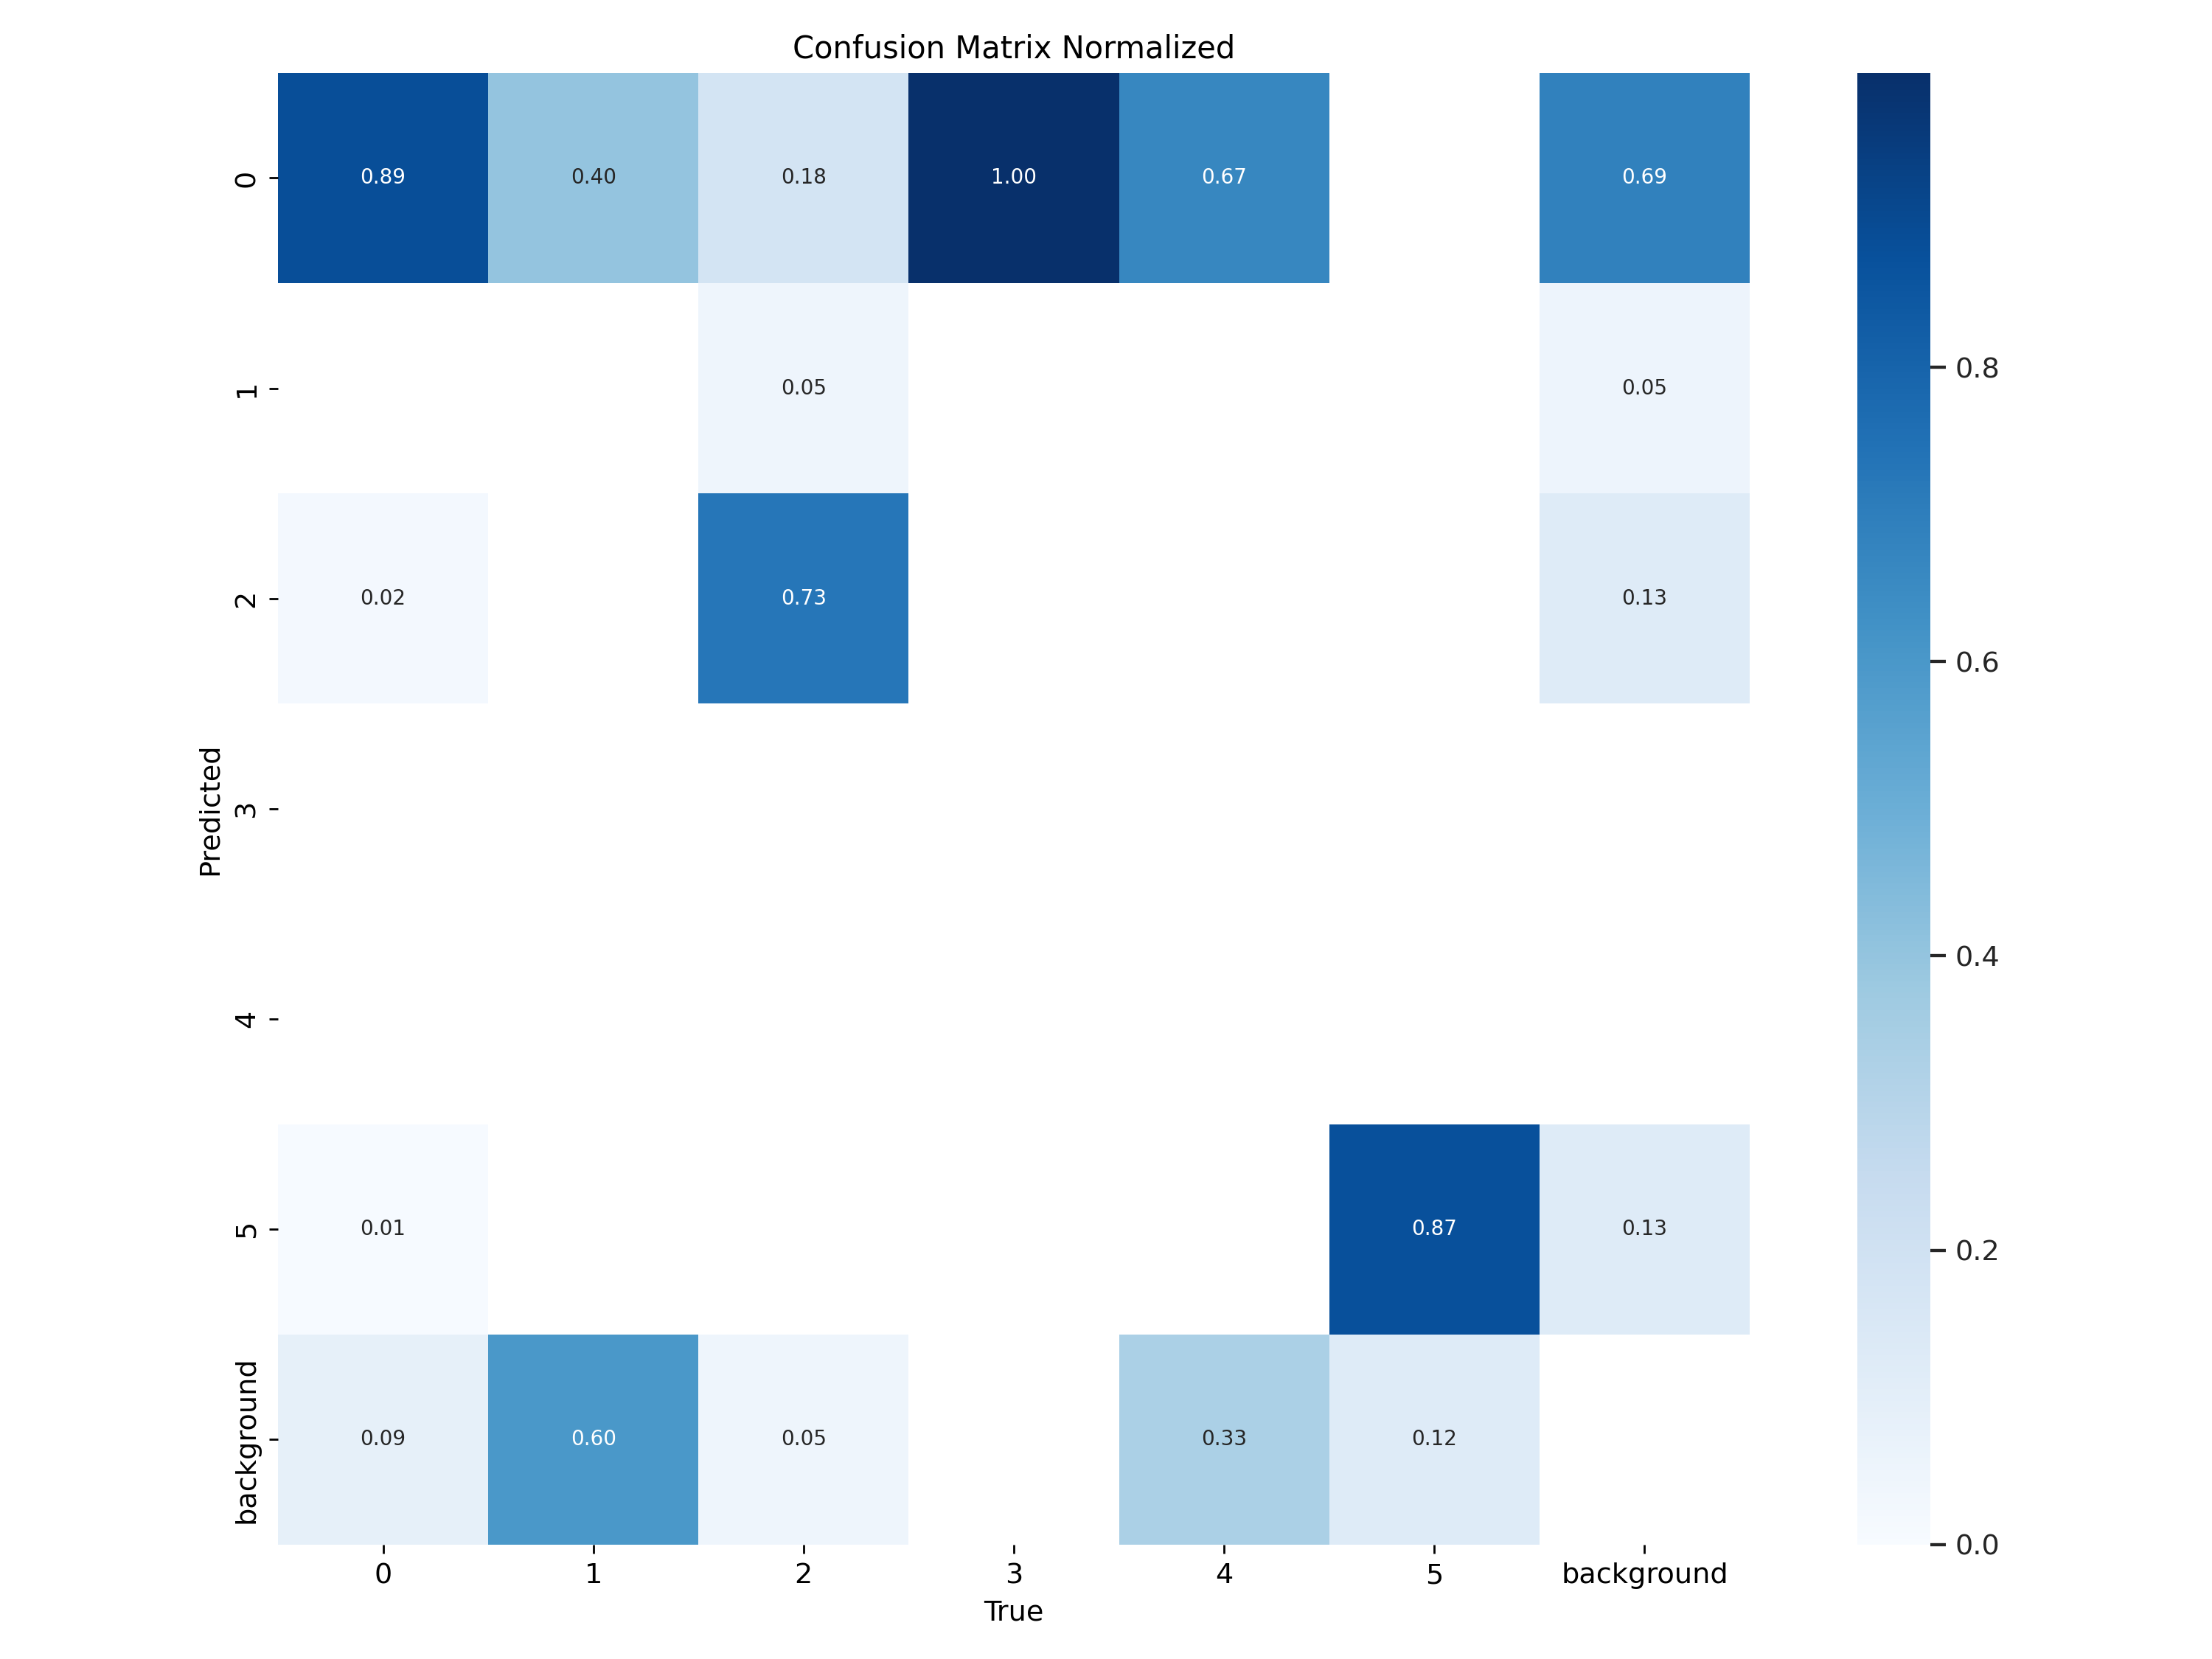 Confusion Matrix Normalized
0 0.89 0.40 0.18 1.00 0.67 0.69
1 0.05 0.05
2 0.02 0.73 0.13
3
4
5 0.01 0.87 0.13
background 0.09 0.60 0.05 0.33 0.12
Predicted
0 1 2 3 4 5 background
True
0.8
0.6
0.4
0.2
0.0